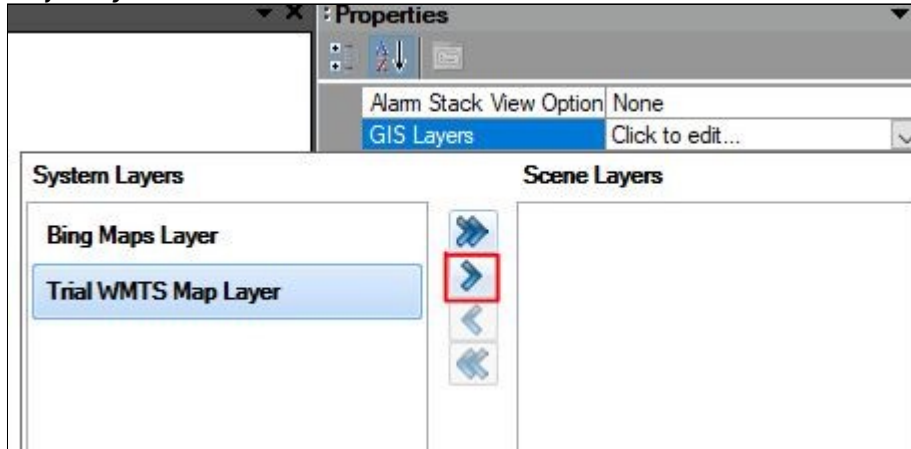 Properties
Alarm Stack View Option None
GIS Layers Click to edit...
System Layers Scene Layers
Bing Maps Layer
Trial WMTS Map Layer